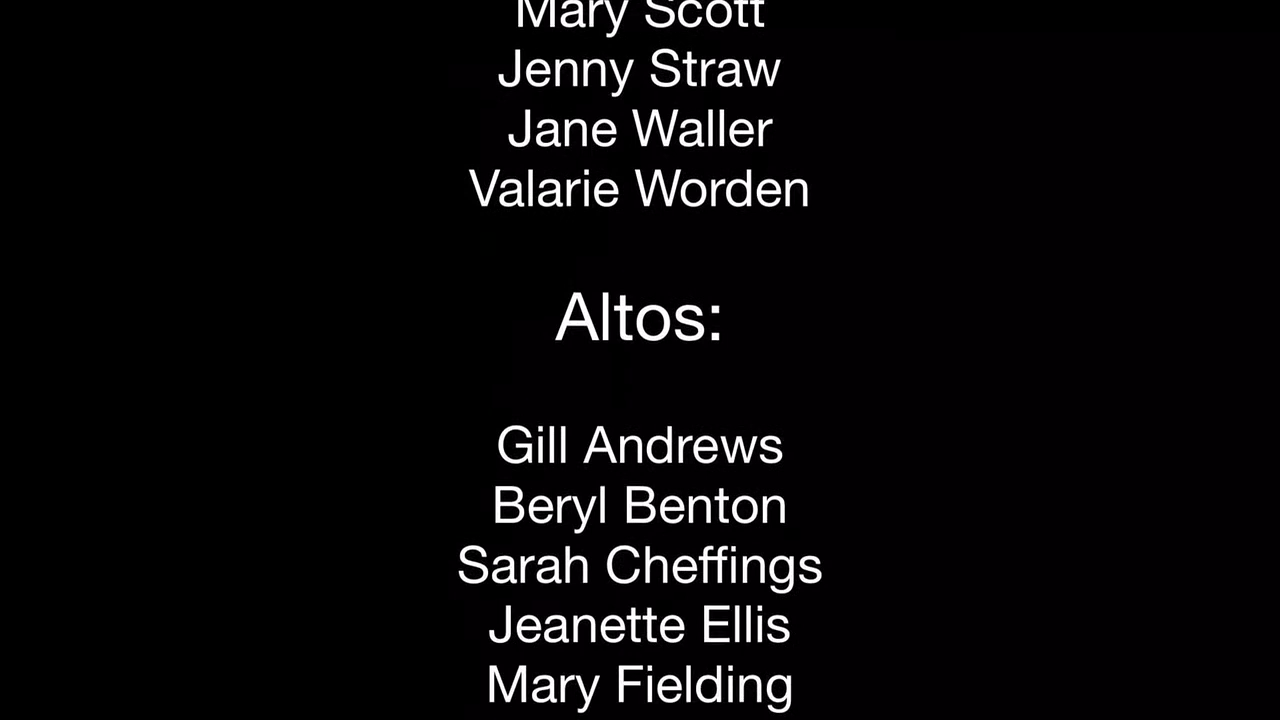 Mary Scott
Jenny Straw
Jane Waller
Valarie Worden
Altos:
Gill Andrews
Beryl Benton
Sarah Cheffings
Jeanette Ellis
Mary Fielding